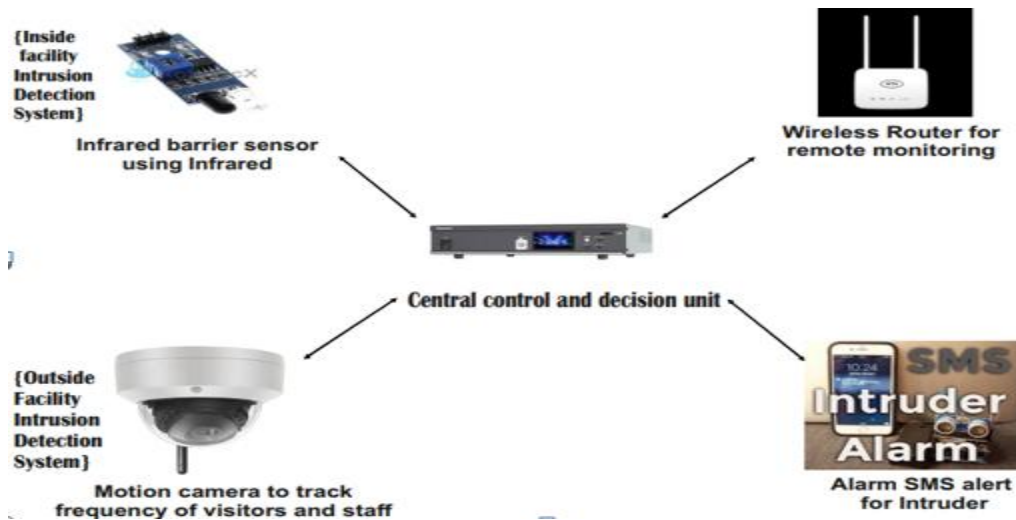 {Inside
facility
Intrusion
Detection
System}
Infrared barrier sensor
using Infrared
Wireless Router for
remote monitoring
Central control and decision unit
{Outside
Facility
Intrusion
Detection
System}
Motion camera to track
frequency of visitors and staff
10:24
SMS
Intruder
Alarm
Alarm SMS alert
for Intruder